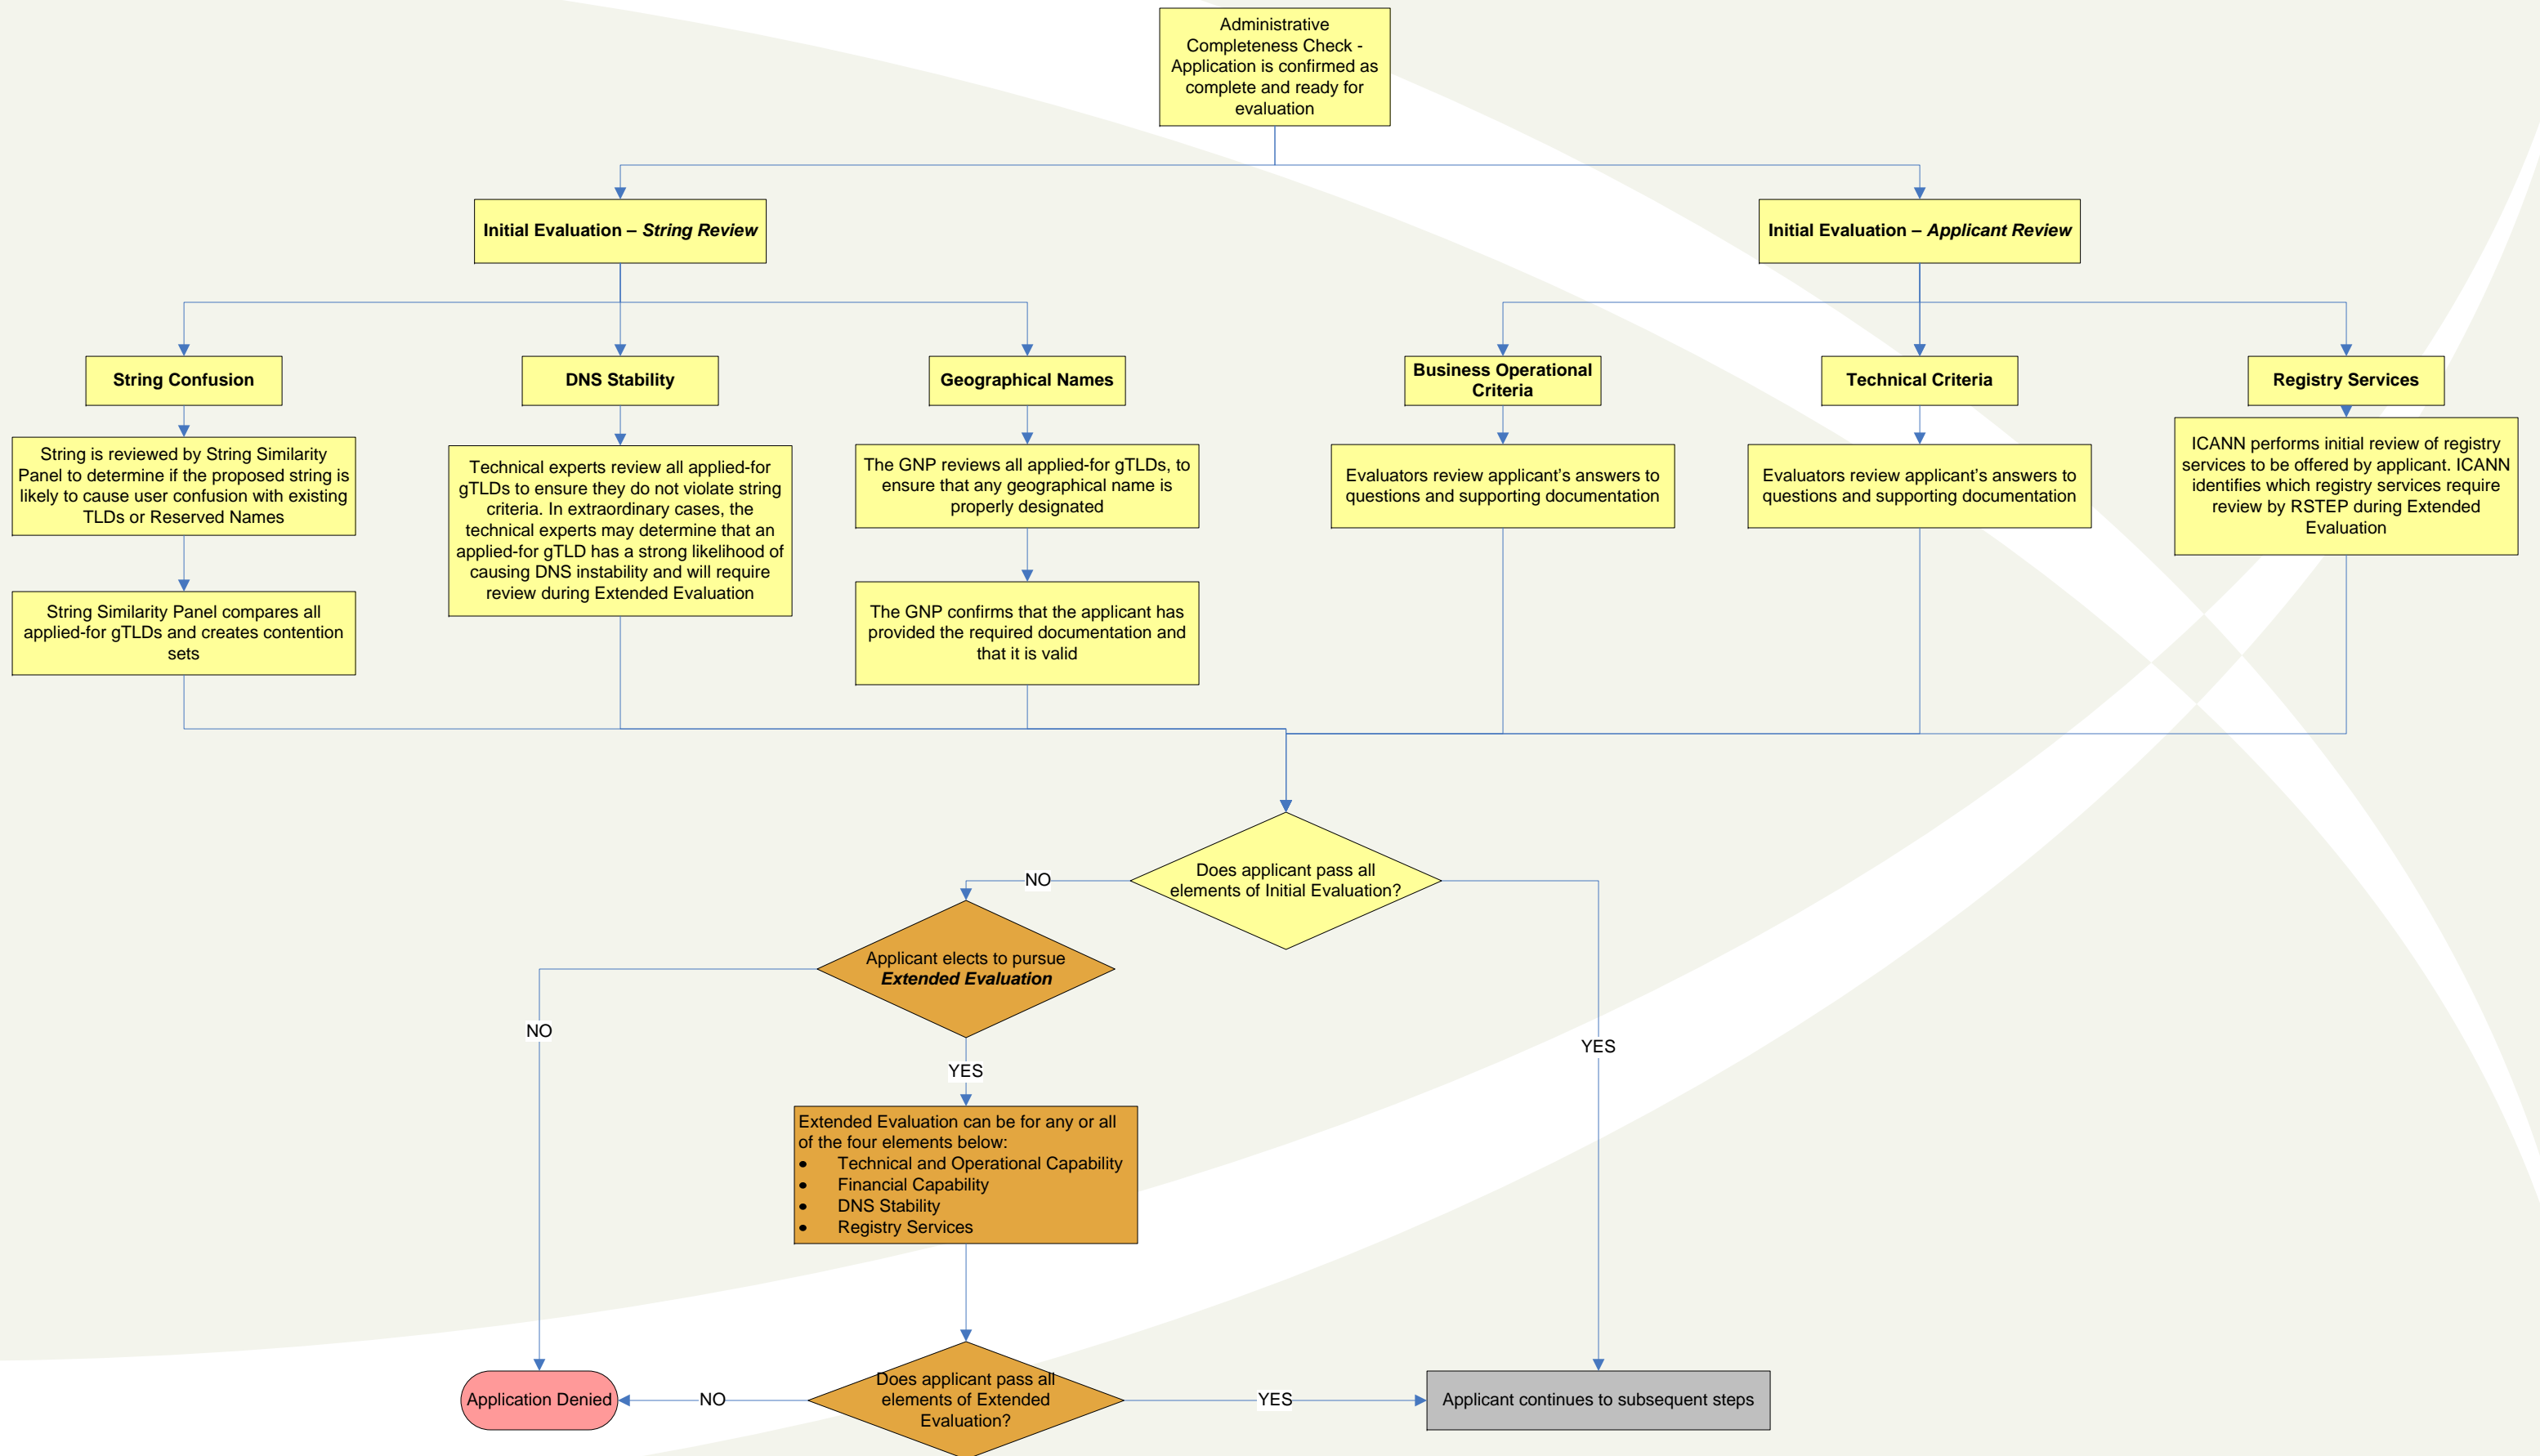 Administrative
Completeness Check -
Application is confirmed as
complete and ready for
evaluation
Initial Evaluation – String Review
Initial Evaluation – Applicant Review
String Confusion
DNS Stability
Geographical Names
Business Operational
Criteria
Technical Criteria
Registry Services
String is reviewed by String Similarity
Panel to determine if the proposed string is
likely to cause user confusion with existing
TLDs or Reserved Names
Technical experts review all applied-for
gTLDs to ensure they do not violate string
criteria. In extraordinary cases, the
technical experts may determine that an
applied-for gTLD has a strong likelihood of
causing DNS instability and will require
review during Extended Evaluation
The GNP reviews all applied-for gTLDs, to
ensure that any geographical name is
properly designated
Evaluators review applicant’s answers to
questions and supporting documentation
Evaluators review applicant’s answers to
questions and supporting documentation
ICANN performs initial review of registry
services to be offered by applicant. ICANN
identifies which registry services require
review by RSTEP during Extended
Evaluation
String Similarity Panel compares all
applied-for gTLDs and creates contention
sets
The GNP confirms that the applicant has
provided the required documentation and
that it is valid
Does applicant pass all
elements of Initial Evaluation?
NO
Applicant elects to pursue
Extended Evaluation
NO
YES
YES
Extended Evaluation can be for any or all
of the four elements below:
• Technical and Operational Capability
• Financial Capability
• DNS Stability
• Registry Services
Application Denied
NO
Does applicant pass all
elements of Extended
Evaluation?
YES
Applicant continues to subsequent steps